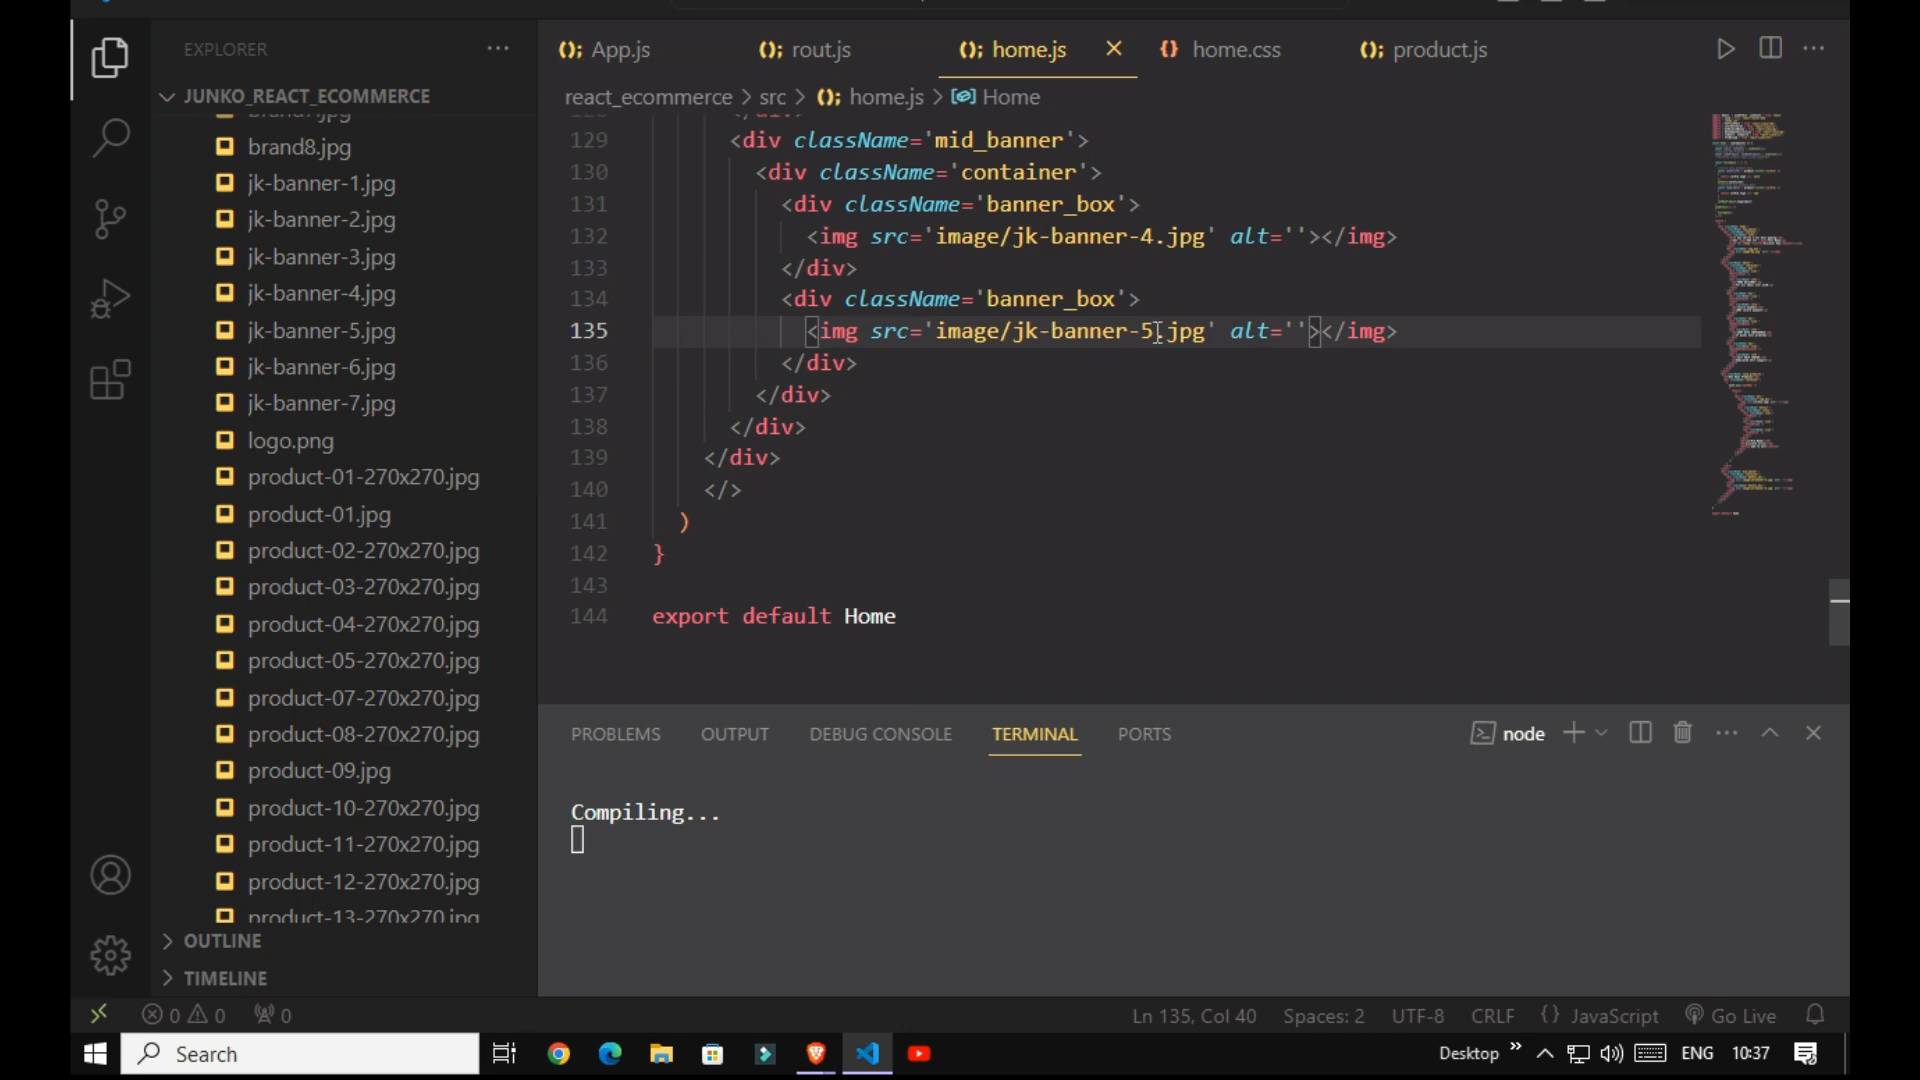 EXPLORER
JUNKO_REACT_ECOMMERCE
brand8.jpg
jk-banner-1.jpg
jk-banner-2.jpg
jk-banner-3.jpg
jk-banner-4.jpg
jk-banner-5.jpg
jk-banner-6.jpg
jk-banner-7.jpg
logo.png
product-01-270x270.jpg
product-01.jpg
product-02-270x270.jpg
product-03-270x270.jpg
product-04-270x270.jpg
product-05-270x270.jpg
product-07-270x270.jpg
product-08-270x270.jpg
product-09.jpg
product-10-270x270.jpg
product-11-270x270.jpg
product-12-270x270.jpg
product-13-270x270.jpg
OUTLINE
TIMELINE
App.js rout.js home.js home.css product.js
react_ecommerce > src > home.js > Home
129 <div className='mid_banner'>
130 <div className='container'>
131 <div className='banner_box'>
132 <img src='image/jk-banner-4.jpg' alt=''></img>
133 </div>
134 <div className='banner_box'>
135 <img src='image/jk-banner-5.jpg' alt=''></img>
136 </div>
137 </div>
138 </div>
139 </div>
140 </>
141 )
142 }
143
144 export default Home
PROBLEMS OUTPUT DEBUG CONSOLE TERMINAL PORTS node
Compiling...
0 0 0 Ln 135, Col 40 Spaces: 2 UTF-8 CRLF {} JavaScript Go Live
Search Desktop ENG 10:37